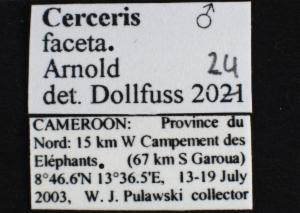 Cerceris ♂
faceta.
Arnold 24
det. Dollfuss 2021
CAMEROON: Province du
Nord: 15 km W Campement des
Eléphants. (67 km S Garoua)
8°46.6'N 13°36.5'E, 13-19 July
2003, W. J. Pulawski collector